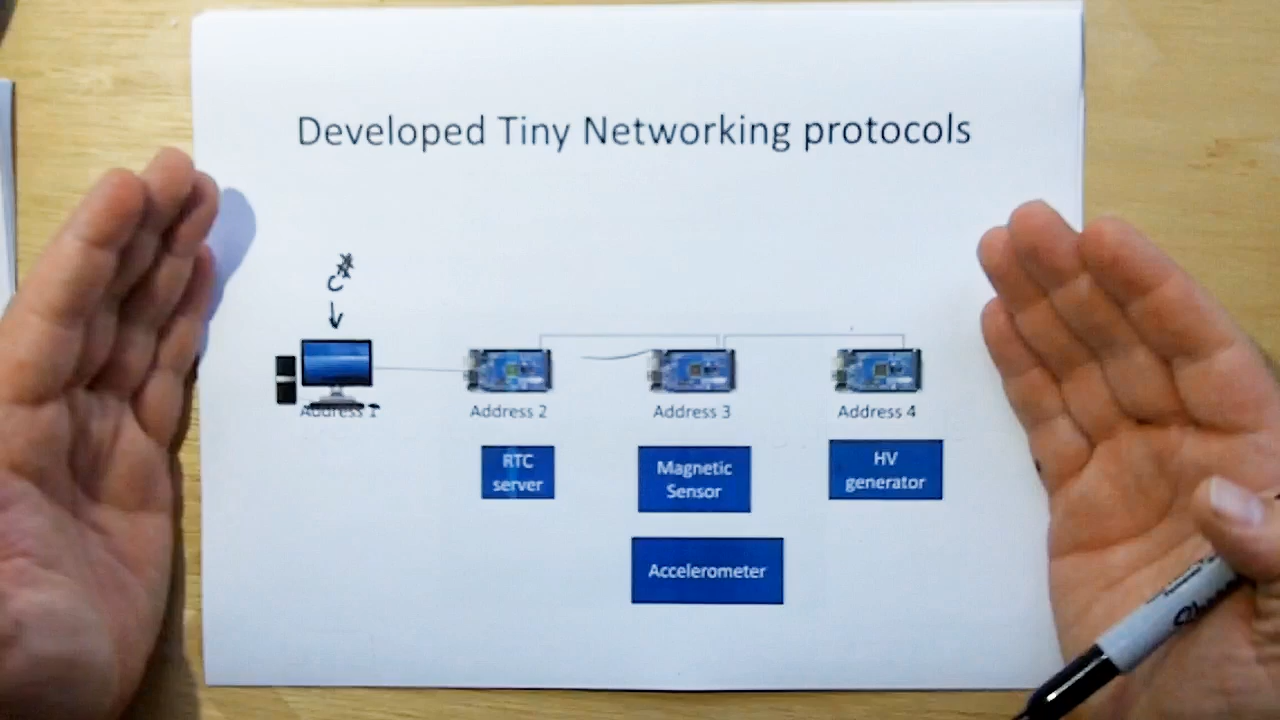 Developed Tiny Networking protocols
C#
Address 1
Address 2
Address 3
Address 4
RTC
server
Magnetic
Sensor
HV
generator
Accelerometer